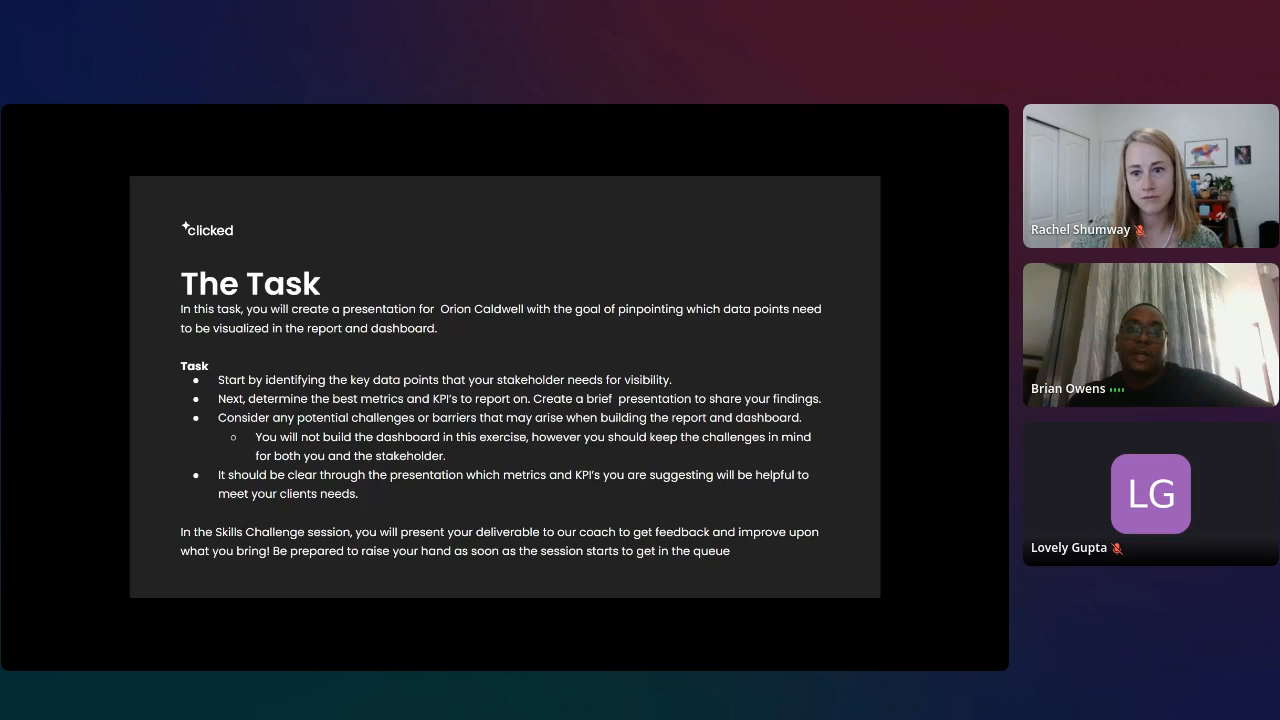 clicked
The Task
In this task, you will create a presentation for Orion Caldwell with the goal of pinpointing which data points need
to be visualized in the report and dashboard.
Task
● Start by identifying the key data points that your stakeholder needs for visibility.
● Next, determine the best metrics and KPI's to report on. Create a brief presentation to share your findings.
● Consider any potential challenges or barriers that may arise when building the report and dashboard.
○ You will not build the dashboard in this exercise, however you should keep the challenges in mind
for both you and the stakeholder.
● It should be clear through the presentation which metrics and KPI's you are suggesting will be helpful to
meet your clients needs.
In the Skills Challenge session, you will present your deliverable to our coach to get feedback and improve upon
what you bring! Be prepared to raise your hand as soon as the session starts to get in the queue
Rachel Shumway
Brian Owens
LG
Lovely Gupta